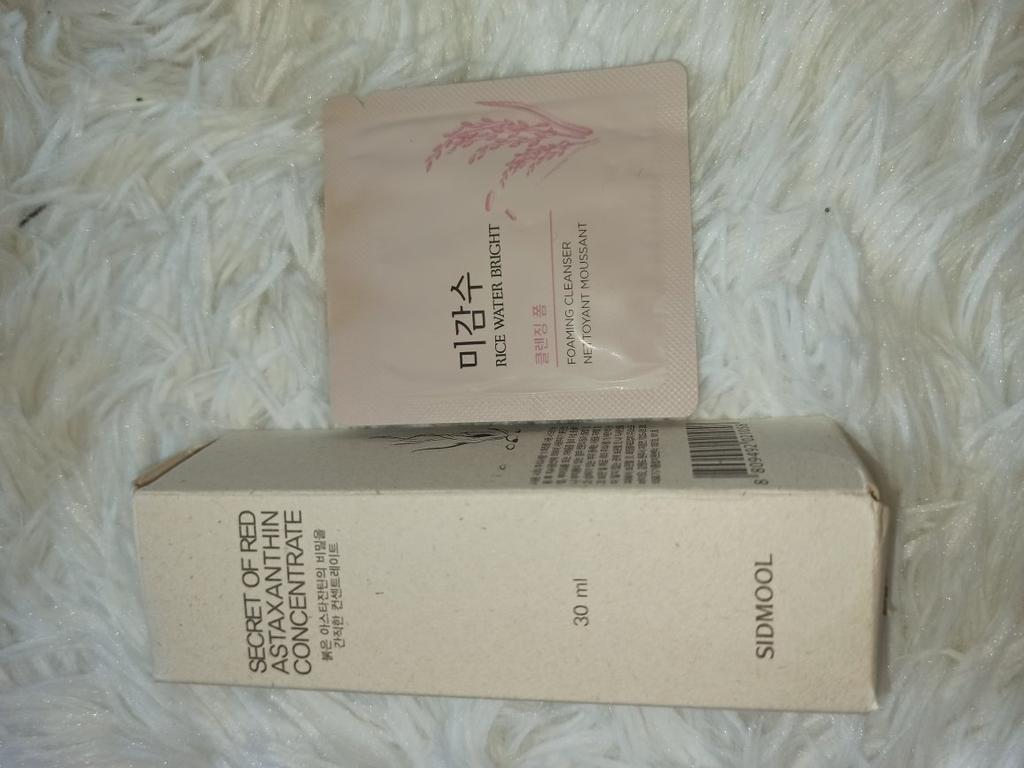 미감수
RICE WATER BRIGHT
클렌징 폼
FOAMING CLEANSER
NETTOYANT MOUSSANT
SECRET OF RED
ASTAXANTHIN
CONCENTRATE
붉은 아스타잔틴의 비밀을
간직한 컨센트레이트
30 ml
SIDMOOL